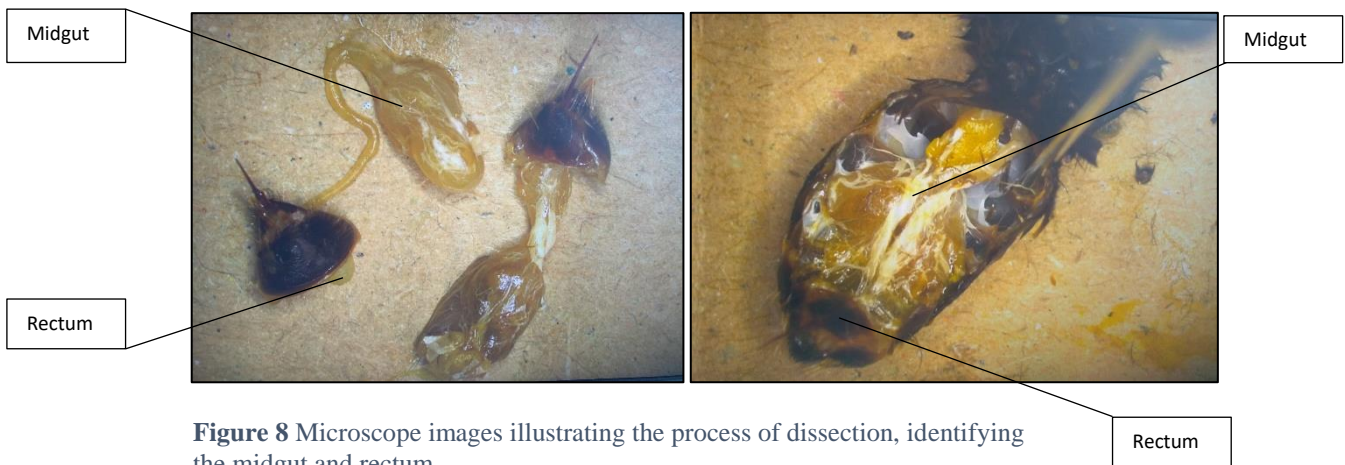 Midgut
Midgut
Rectum
Figure 8 Microscope images illustrating the process of dissection, identifying
the midgut and rectum
Rectum